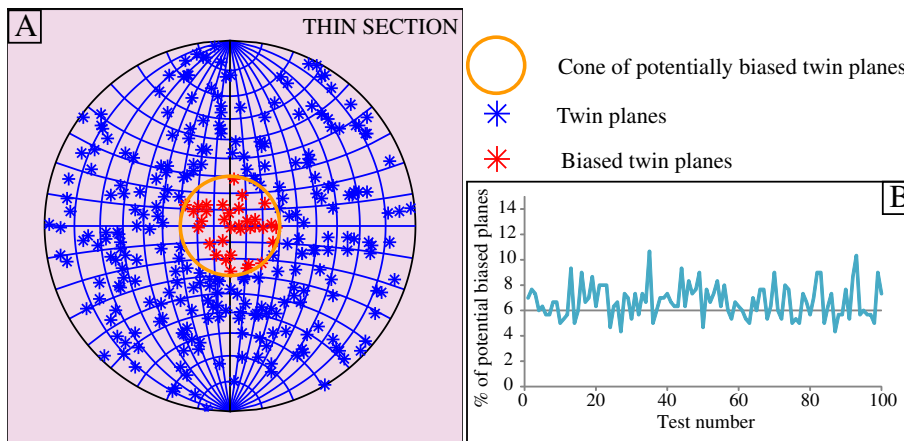 A
THIN SECTION
Cone of potentially biased twin planes
Twin planes
Biased twin planes
B
% of potential biased planes
14
12
10
8
6
4
2
0
0
20
40
60
80
100
Test number